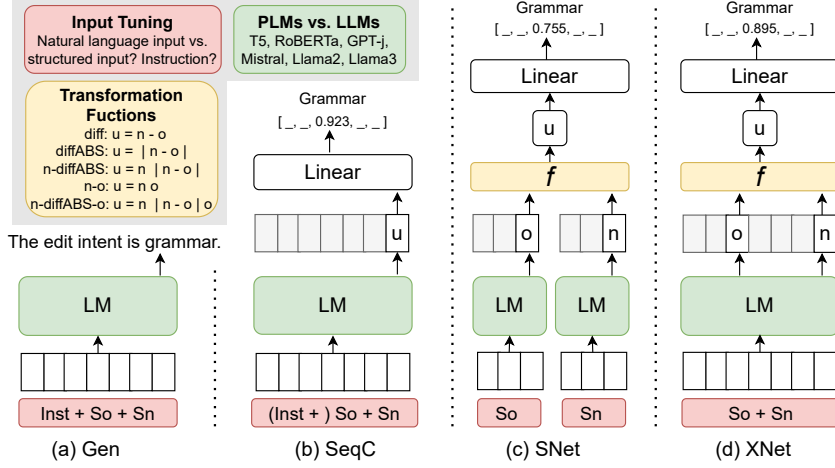 Input Tuning
Natural language input vs.
structured input? Instruction?
PLMs vs. LLMs
T5, RoBERTa, GPT-j,
Mistral, Llama2, Llama3
Transformation
Fuctions
diff: u = n - o
diffABS: u = | n - o |
n-diffABS: u = n | n - o |
n-o: u = n o
n-diffABS-o: u = n | n - o | o
The edit intent is grammar.
LM
Inst + So + Sn
(a) Gen
Grammar
[ _, _, 0.923, _, _ ]
Linear
u
LM
(Inst + ) So + Sn
(b) SeqC
Grammar
[ _, _, 0.755, _, _ ]
Linear
u
f
o
n
LM
LM
So
Sn
(c) SNet
Grammar
[ _, _, 0.895, _, _ ]
Linear
u
f
o
n
LM
So + Sn
(d) XNet